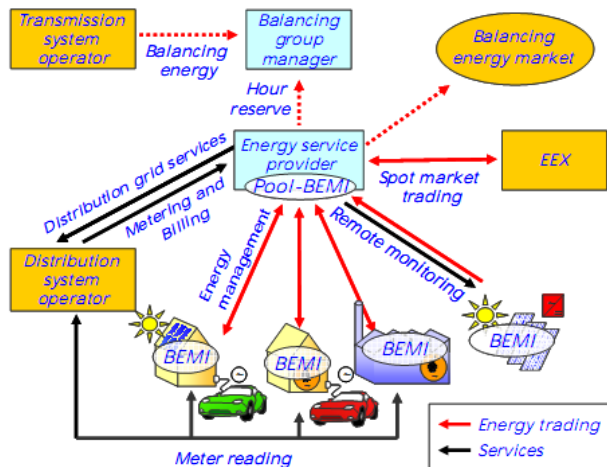 Transmission
system
operator
Balancing
energy
Balancing
group
manager
Balancing
energy market
Hour
reserve
Energy service
provider
Pool-BEMI
EEX
Spot market
trading
Distribution grid services
Metering and
Billing
Distribution
system
operator
Energy
management
Remote monitoring
BEMI
BEMI
BEMI
BEMI
Meter reading
Energy trading
Services